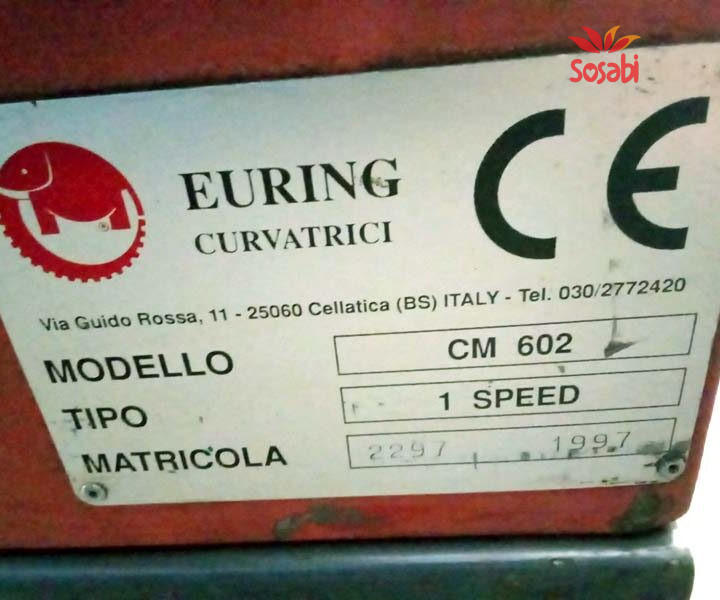 Sosabi
EURING
CURVATRICI
CE
Via Guido Rossa, 11 - 25060 Cellatica (BS) ITALY - Tel. 030/2772420
MODELLO CM 602
TIPO 1 SPEED
MATRICOLA 2297 1997